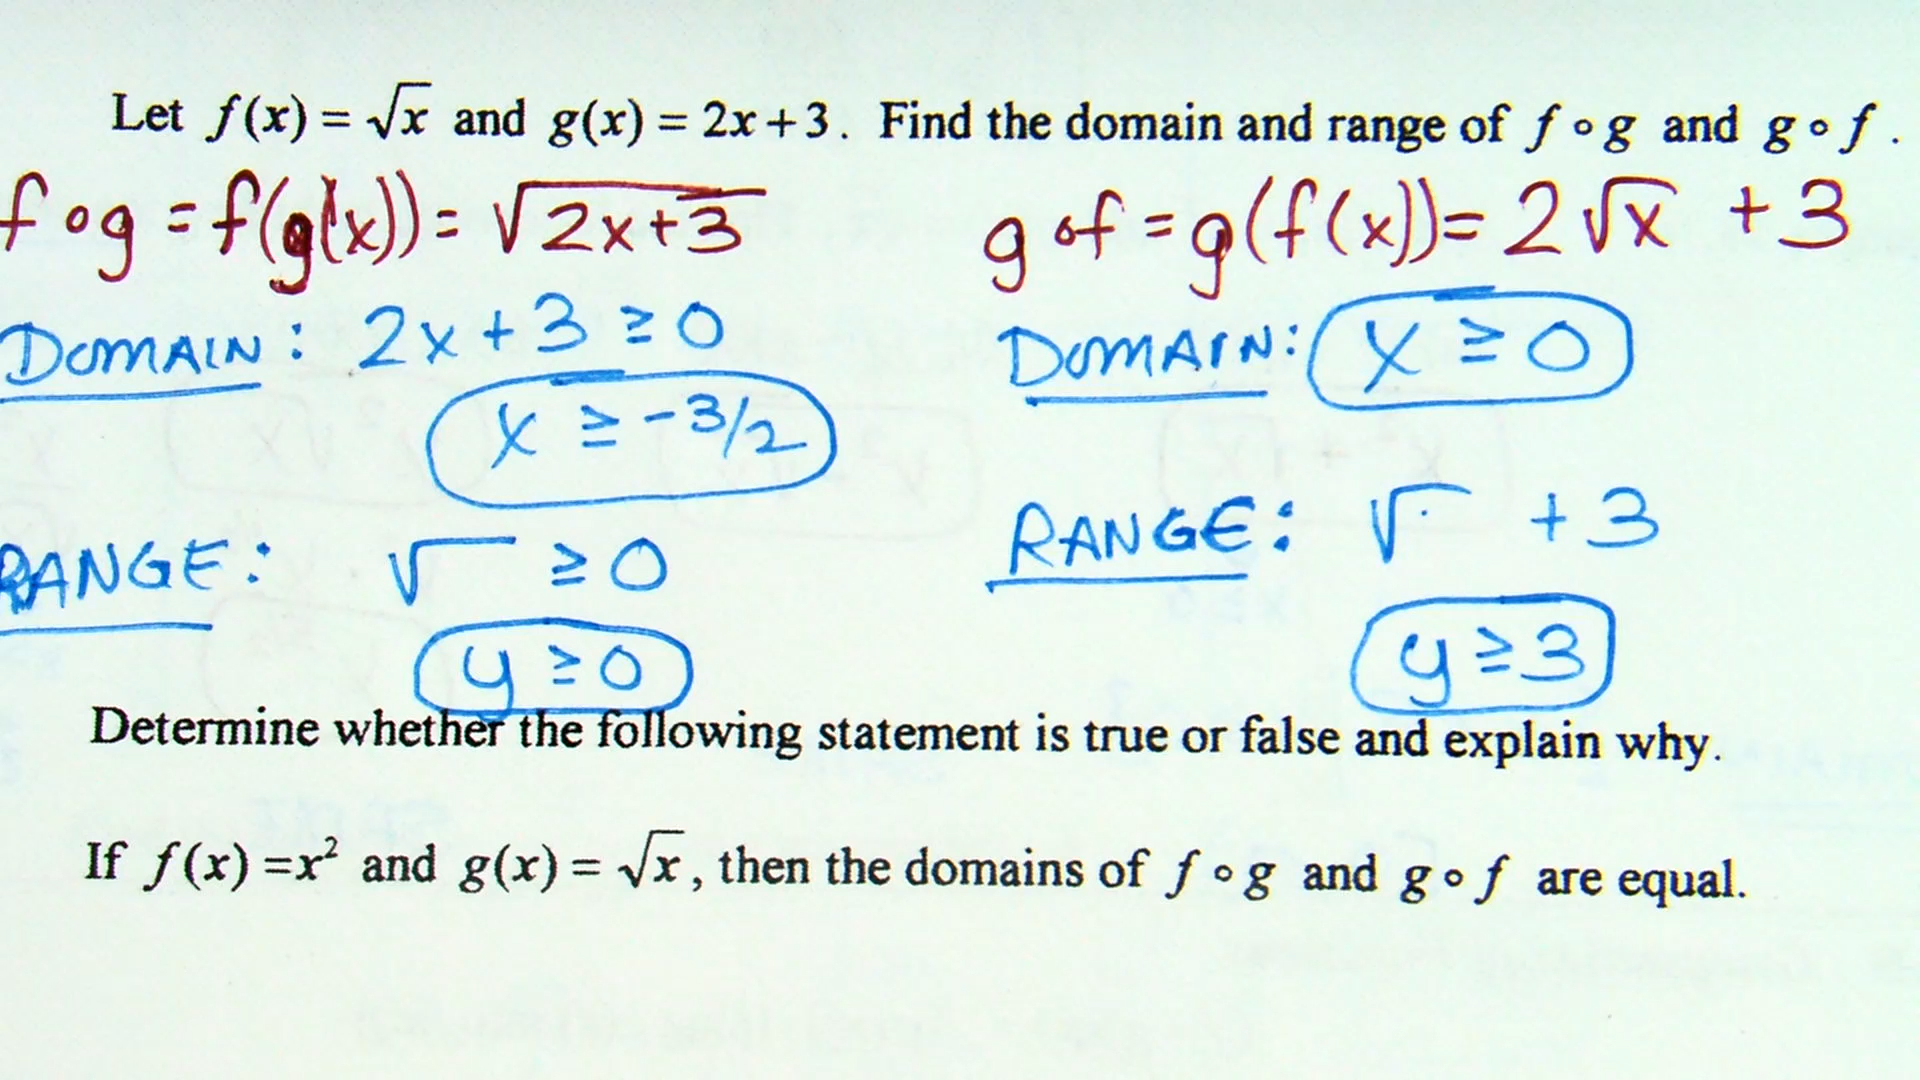 Let f(x) = √x and g(x) = 2x+3. Find the domain and range of f∘g and g∘f.
f∘g = f(g(x)) = √2x+3
g∘f = g(f(x)) = 2√x +3
DOMAIN: 2x+3 ≥ 0
x ≥ -3/2
DOMAIN: x ≥ 0
RANGE: √ ≥ 0
y ≥ 0
RANGE: √ +3
y ≥ 3
Determine whether the following statement is true or false and explain why.
If f(x) =x² and g(x) = √x, then the domains of f∘g and g∘f are equal.